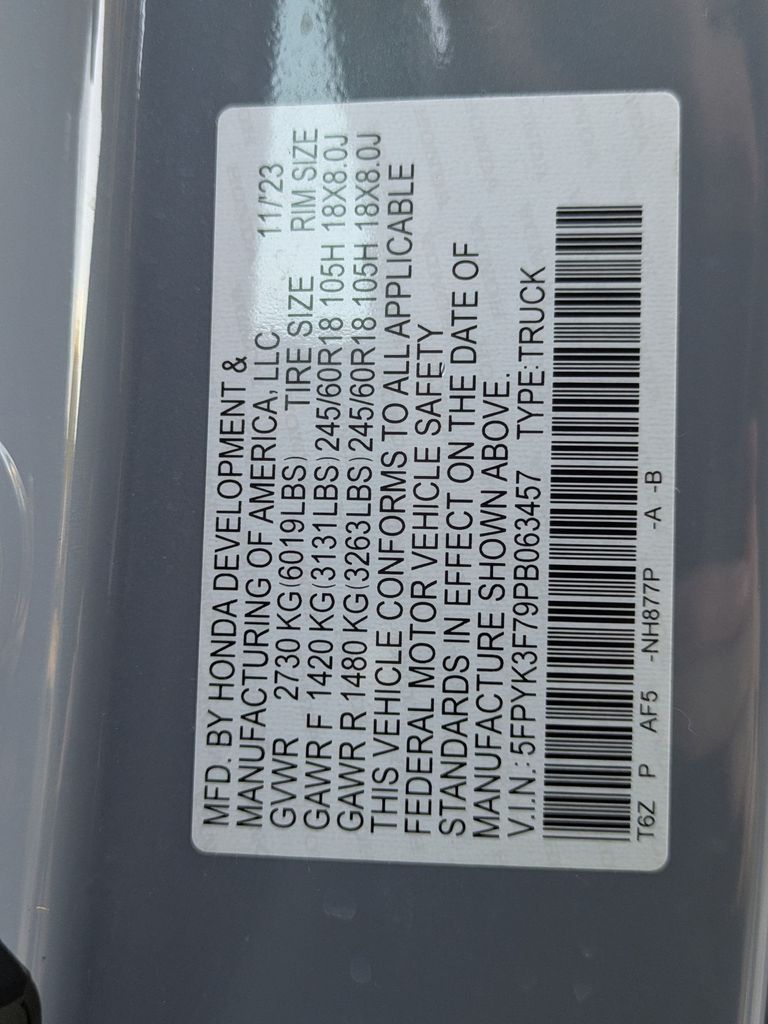 MFD. BY HONDA DEVELOPMENT &
MANUFACTURING OF AMERICA, LLC 11/'23
GVWR 2730 KG(6019LBS) TIRE SIZE RIM SIZE
GAWR F 1420 KG(3131LBS) 245/60R18 105H 18X8.0J
GAWR R 1480 KG(3263LBS) 245/60R18 105H 18X8.0J
THIS VEHICLE CONFORMS TO ALL APPLICABLE
FEDERAL MOTOR VEHICLE SAFETY
STANDARDS IN EFFECT ON THE DATE OF
MANUFACTURE SHOWN ABOVE.
V.I.N.: 5FPYK3F79PB063457 TYPE:TRUCK
T6Z P AF5 -NH877P -A -B